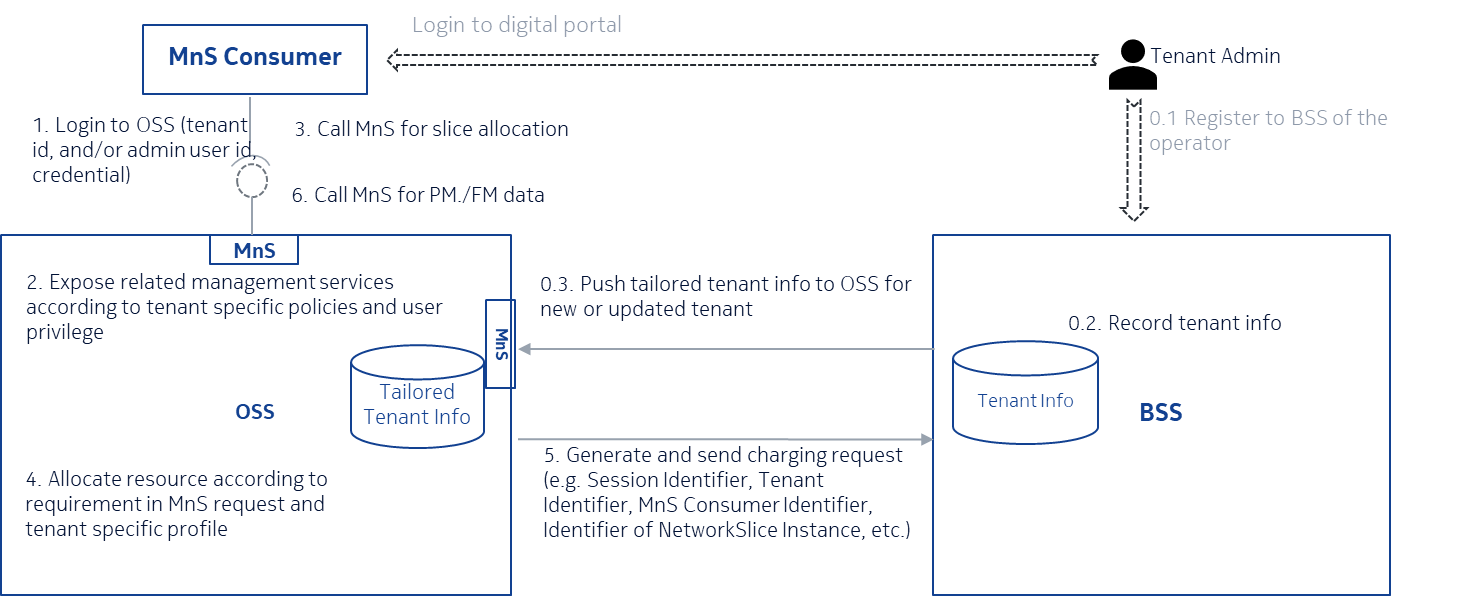 Login to digital portal
MnS Consumer
Tenant Admin
1. Login to OSS (tenant
id, and/or admin user id,
credential)
3. Call MnS for slice allocation
0.1 Register to BSS of the
operator
6. Call MnS for PM./FM data
MnS
2. Expose related management services
according to tenant specific policies and user
privilege
0.3. Push tailored tenant info to OSS for
new or updated tenant
0.2. Record tenant info
MnS
Tailored
Tenant Info
OSS
Tenant Info
BSS
4. Allocate resource according to
requirement in MnS request and
tenant specific profile
5. Generate and send charging request
(e.g. Session Identifier, Tenant
Identifier, MnS Consumer Identifier,
Identifier of NetworkSlice Instance, etc.)